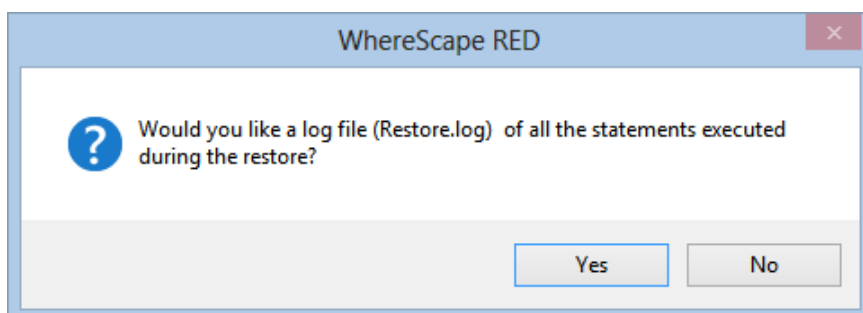 WhereScape RED
Would you like a log file (Restore.log)  of all the statements executed
during the restore?
Yes
No